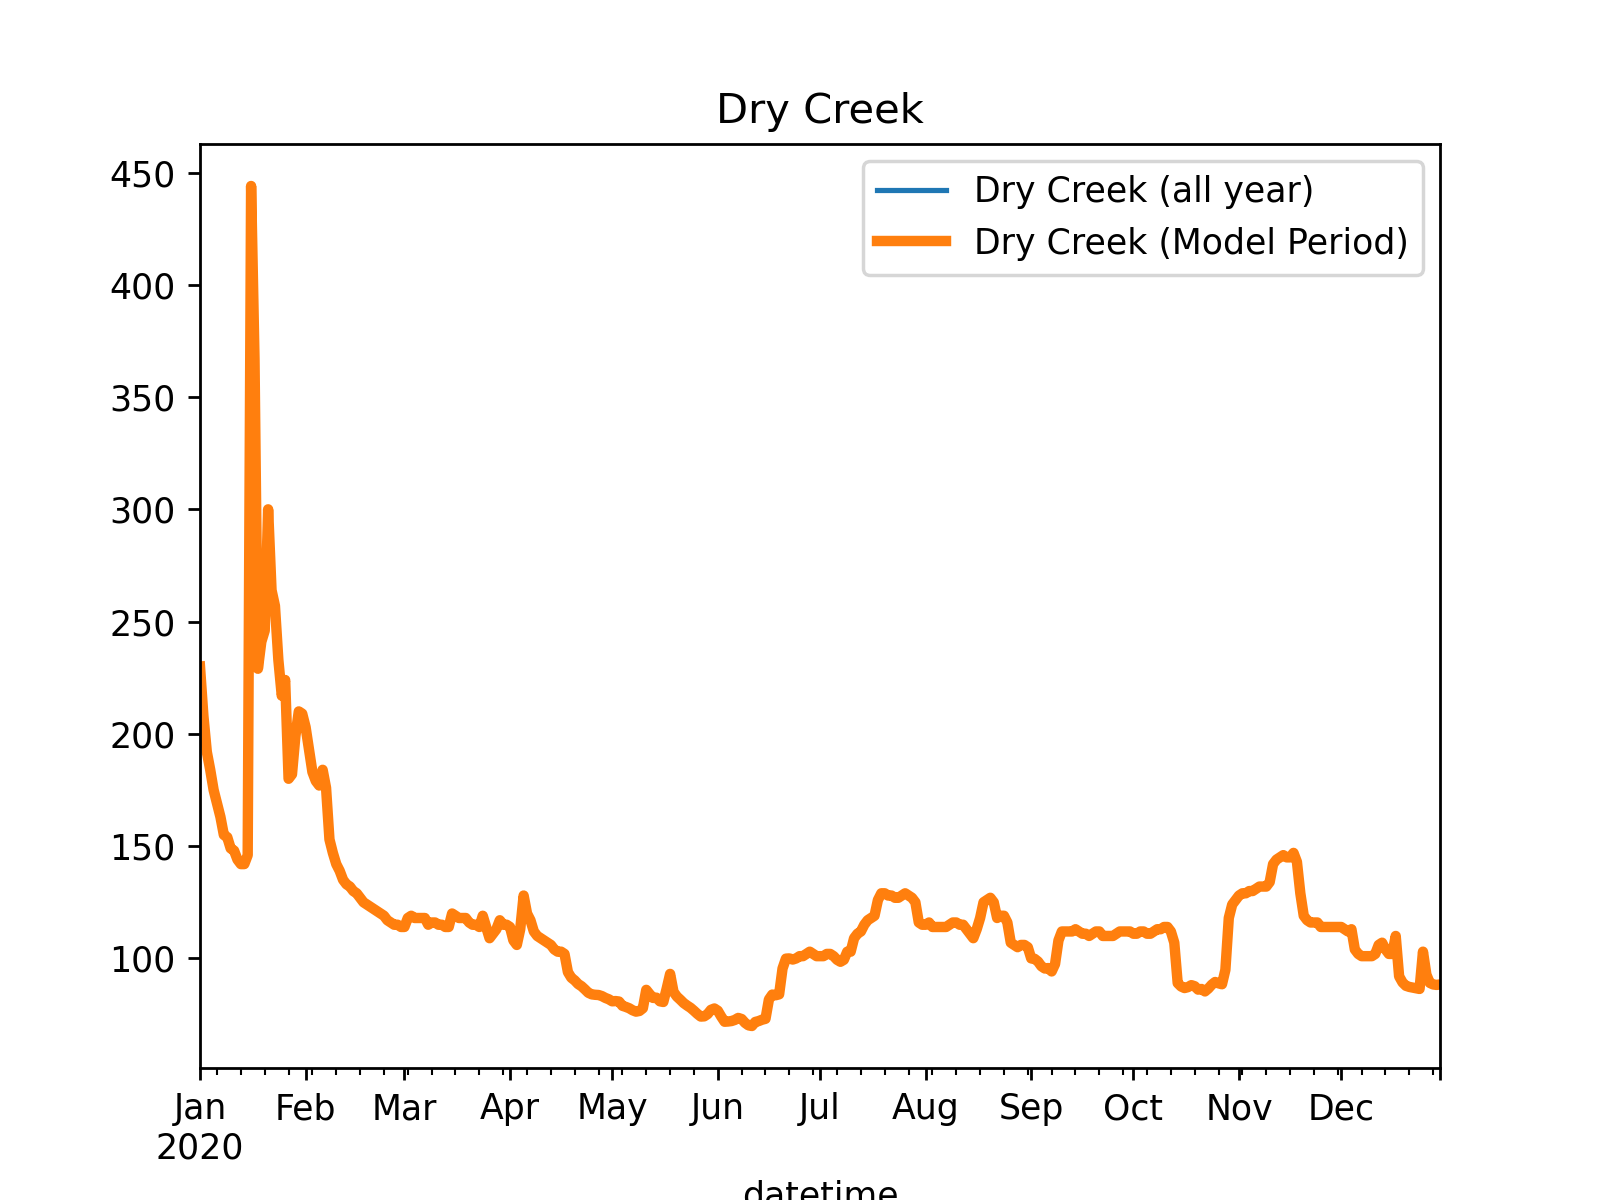 Dry Creek
450
400
350
300
250
200
150
100
Dry Creek (all year)
Dry Creek (Model Period)
Jan Feb Mar Apr May Jun Jul Aug Sep Oct Nov Dec
2020
datetime